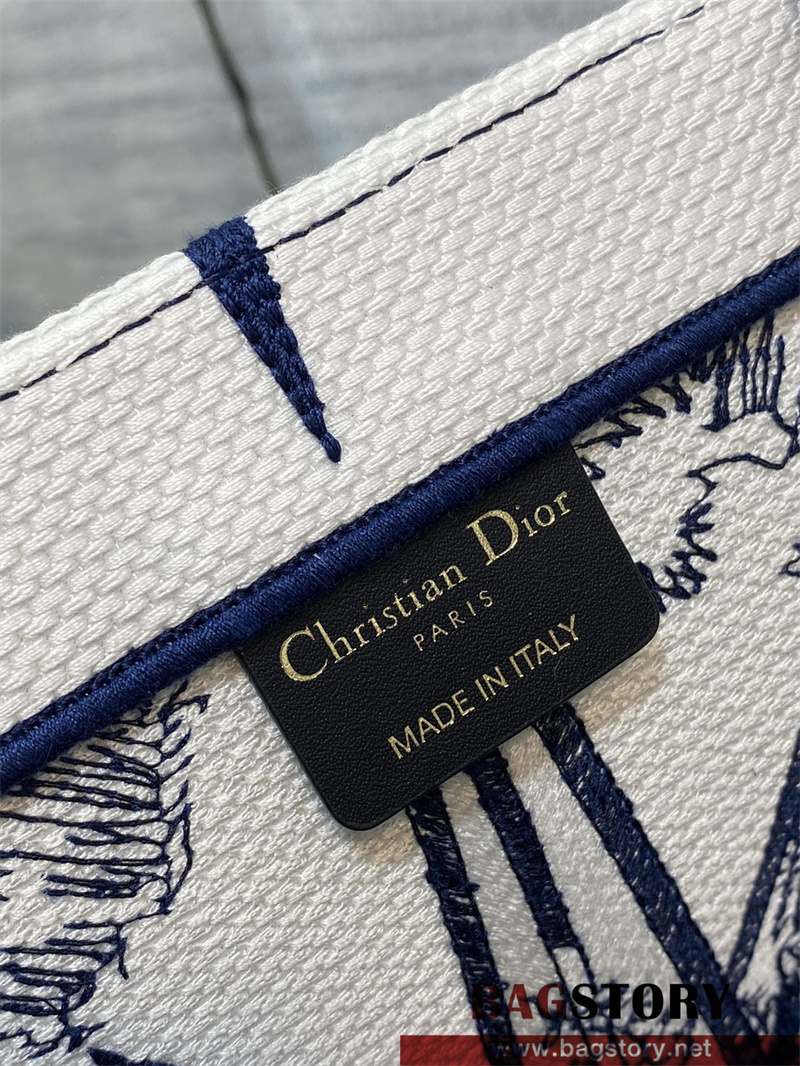 Christian Dior
PARIS
MADE IN ITALY
BAGSTORY
www.bagstory.net